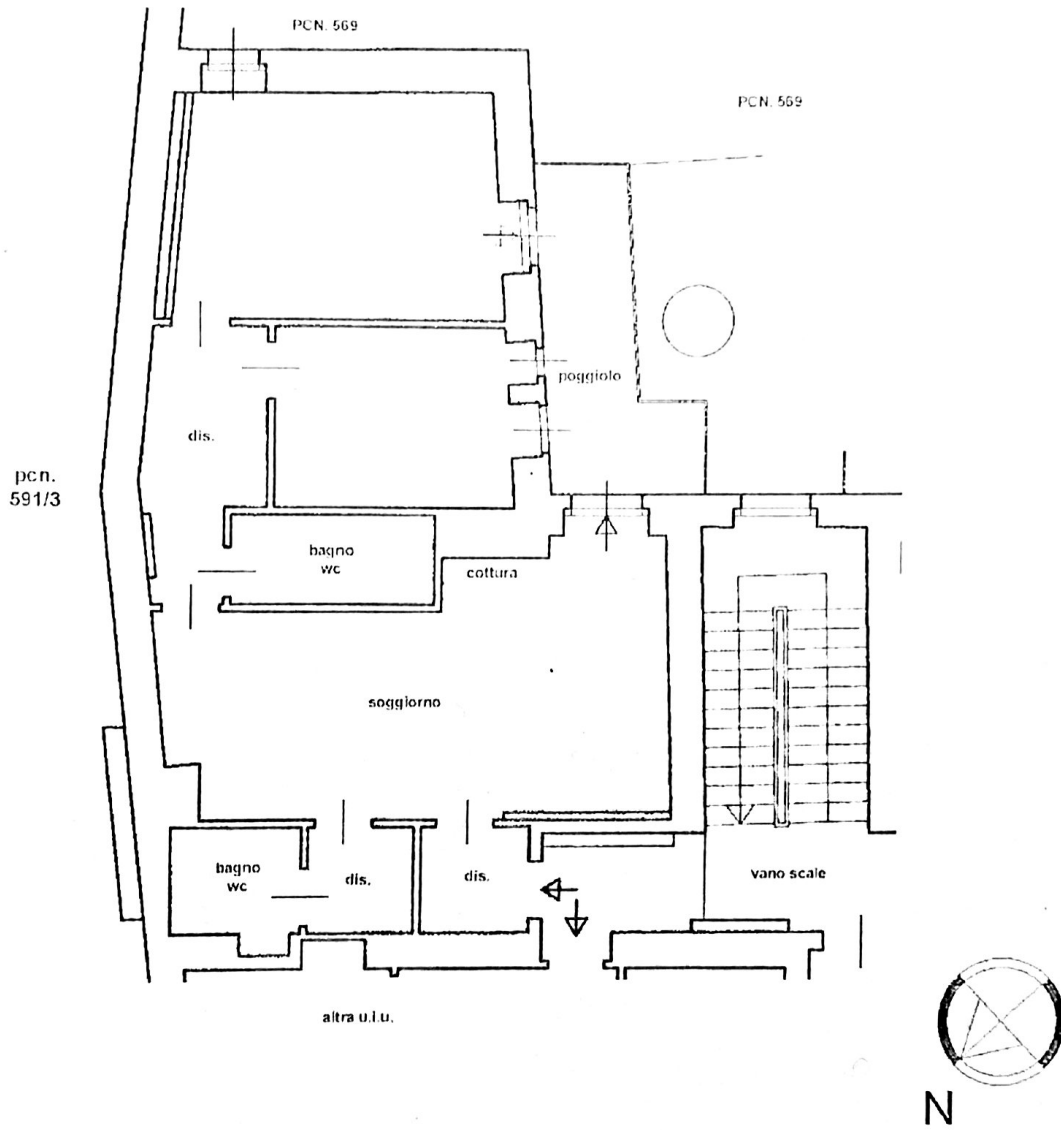 PCN. 569
PCN. 569
poggiolo
dis.
pcn.
591/3
bagno
wc
cottura
soggiorno
bagno
wc
dis.
dis.
vano scale
altra u.i.u.
N